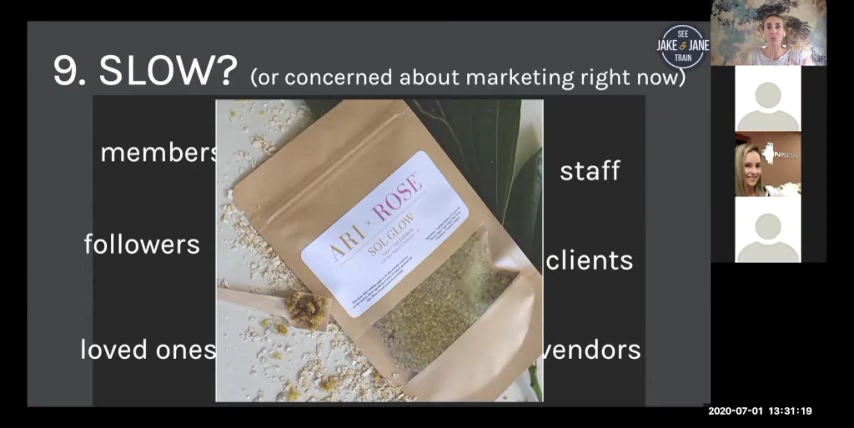 9. SLOW? (or concerned about marketing right now)
SEE
JAKE & JANE
TRAIN
members
staff
followers
clients
loved ones
vendors
ARI ROSE
SOL GLOW
2020-07-01 13:31:19